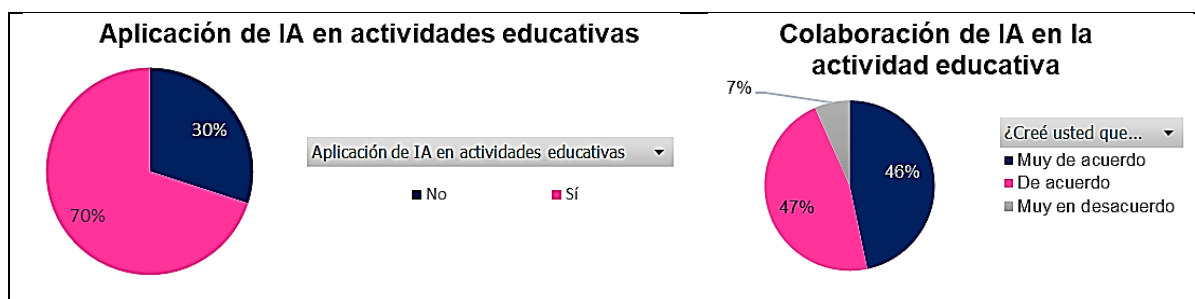 Aplicación de IA en actividades educativas
30%
70%
Aplicación de IA en actividades educativas
No
Sí
Colaboración de IA en la
actividad educativa
7%
46%
47%
¿Creé usted que...
Muy de acuerdo
De acuerdo
Muy en desacuerdo